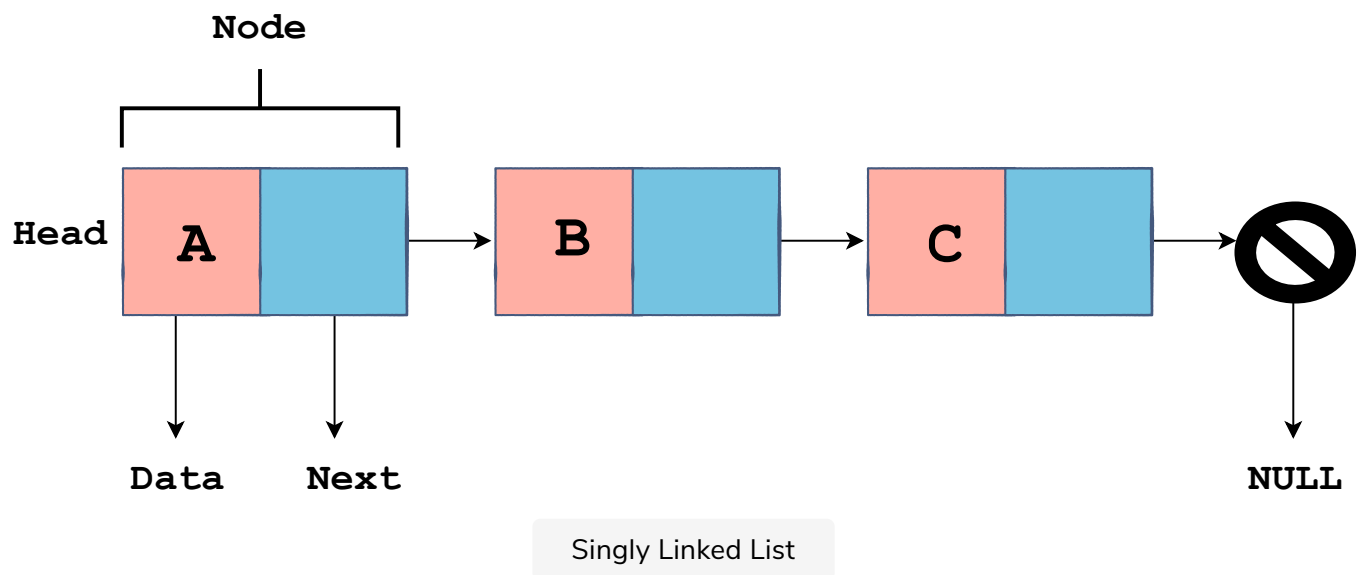 Node
Head
A
B
C
Data
Next
NULL
Singly Linked List